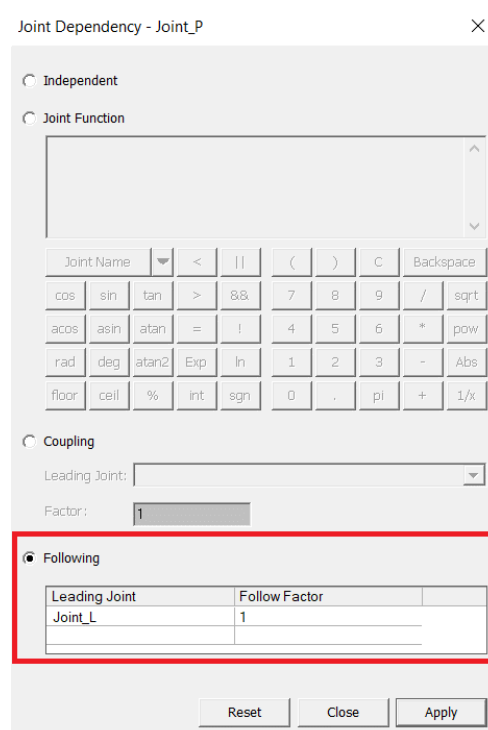 Joint Dependency - Joint_P
Independent
Joint Function
Joint Name < || ( ) C Backspace
cos sin tan > && 7 8 9 / sqrt
acos asin atan = ! 4 5 6 * pow
rad deg atan2 Exp ln 1 2 3 - Abs
floor ceil % int sgn 0 . pi + 1/x
Coupling
Leading Joint:
Factor: 1
Following
Leading Joint Follow Factor
Joint_L 1
Reset Close Apply